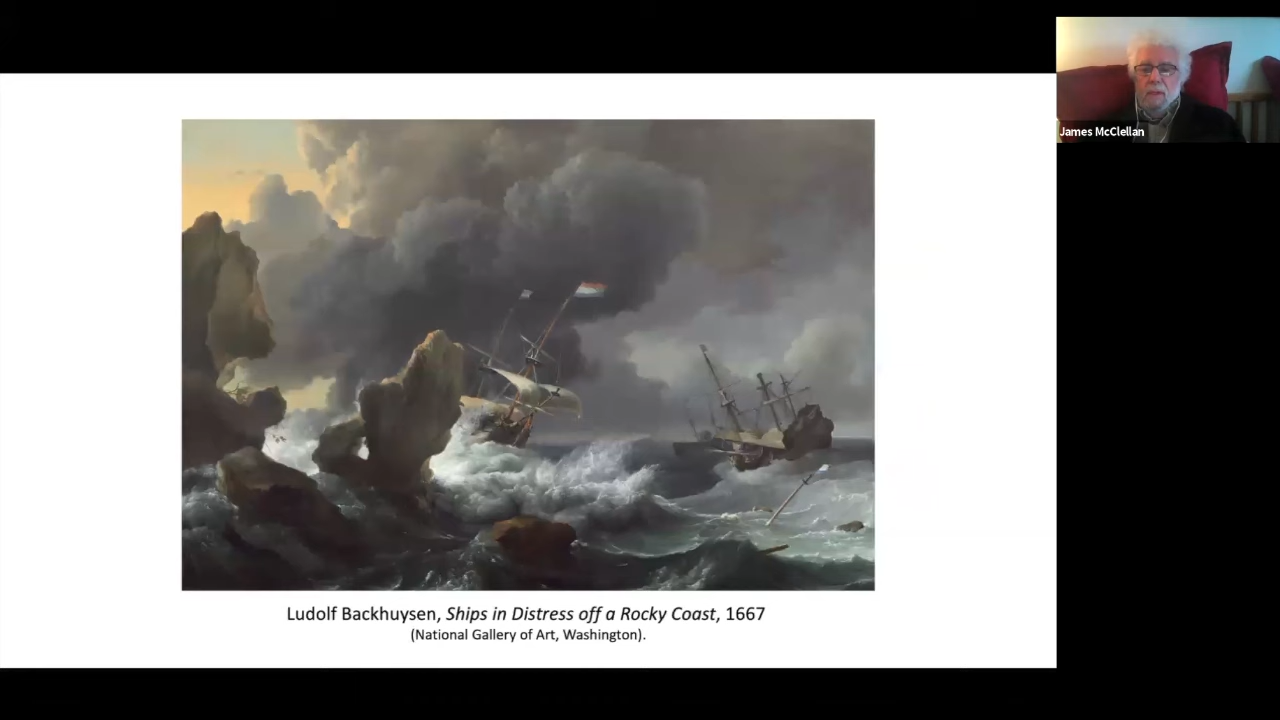 James McClellan
Ludolf Backhuysen, Ships in Distress off a Rocky Coast, 1667
(National Gallery of Art, Washington).